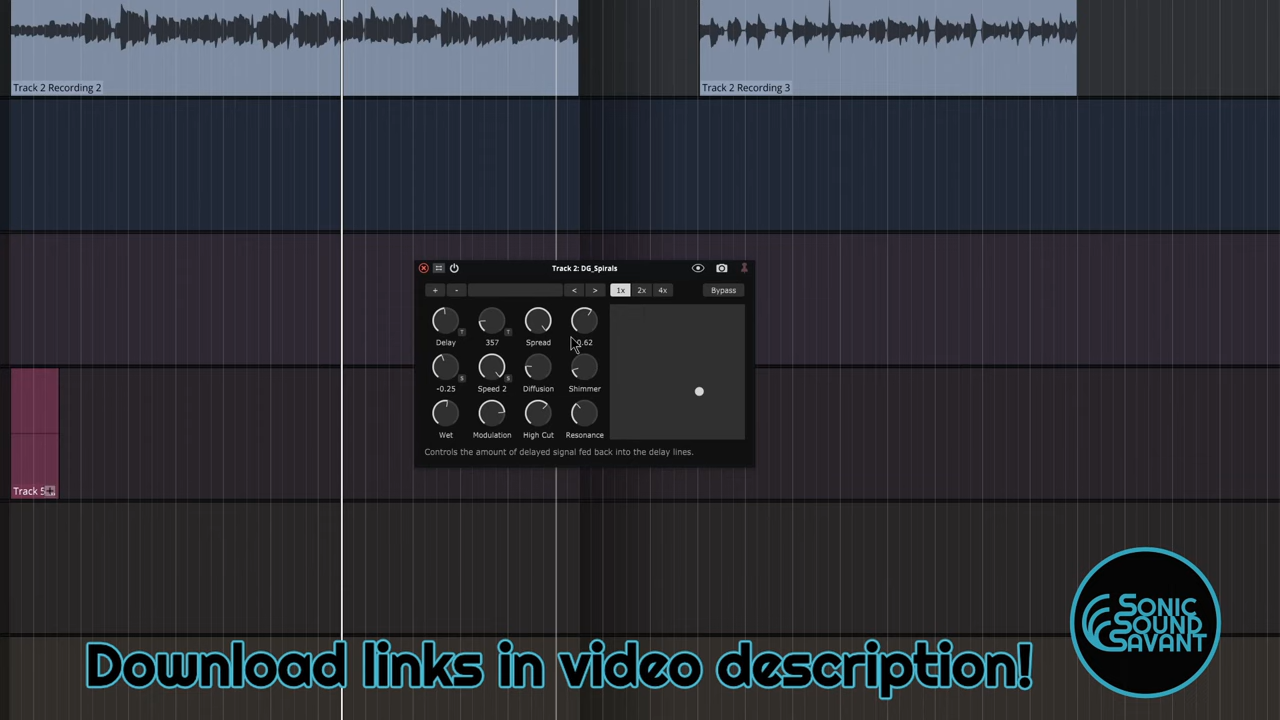 Track 2 Recording 2
Track 2 Recording 3
Track 2: DG_Spirals
+ - < > 1x 2x 4x Bypass
T T
Delay 357 Spread 0.62
S S
-0.25 Speed 2 Diffusion Shimmer
Wet Modulation High Cut Resonance
Controls the amount of delayed signal fed back into the delay lines.
Track 5
Download links in video description!
SONIC
SOUND
SAVANT